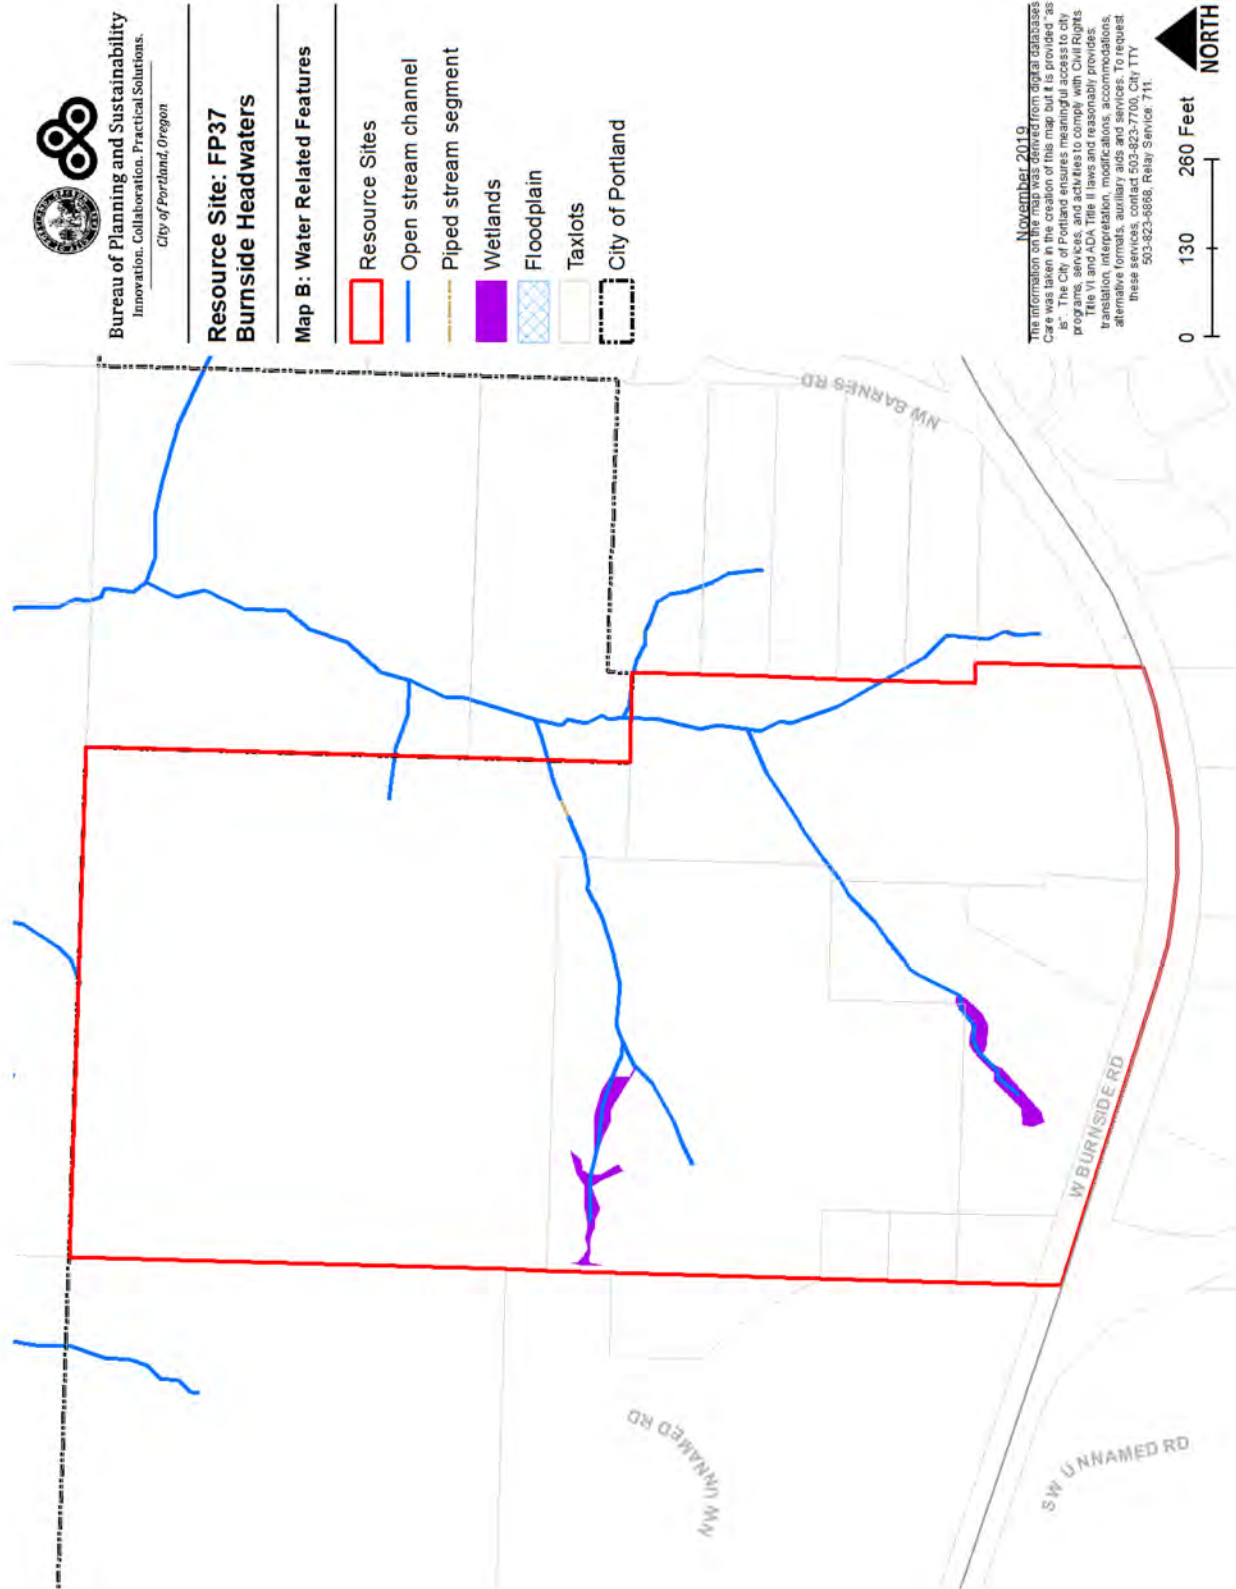 Bureau of Planning and Sustainability
Innovation. Collaboration. Practical Solutions.
City of Portland, Oregon
Resource Site: FP37
Burnside Headwaters
Map B: Water Related Features
Resource Sites
Open stream channel
Piped stream segment
Wetlands
Floodplain
Taxlots
City of Portland
November 2019
The information on the map was derived from digital databases
Care was taken in the creation of this map but it is provided "as
is". The City of Portland ensures meaningful access to city
programs, services, and activities to comply with Civil Rights
Title VI and ADA Title II laws and reasonably provides:
translation, interpretation, modifications, accommodations,
alternative formats, auxiliary aids and services. To request
these services, contact 503-823-7700, City TTY
503-823-6868, Relay Service: 711.
0 130 260 Feet
NORTH
NW BARNES RD
W BURNSIDE RD
NW UNNAMED RD
SW UNNAMED RD